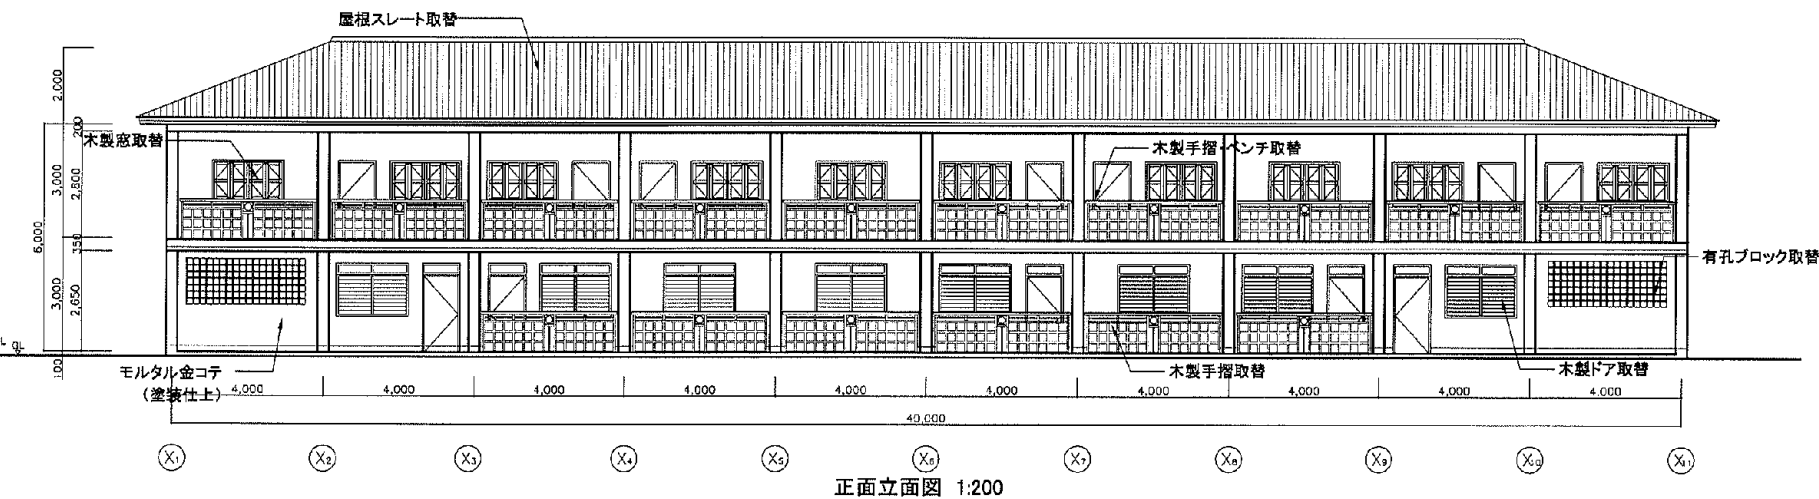 屋根スレート取替
2,000
200
木製窓取替
木製手摺・ベンチ取替
3,000
2,800
6,000
350
有孔ブロック取替
3,000
2,650
GL
100
モルタル金コテ
(塗装仕上)
木製手摺取替
木製ドア取替
4,000 4,000 4,000 4,000 4,000 4,000 4,000 4,000 4,000 4,000
40,000
X1 X2 X3 X4 X5 X6 X7 X8 X9 X10 X11
正面立面図 1:200